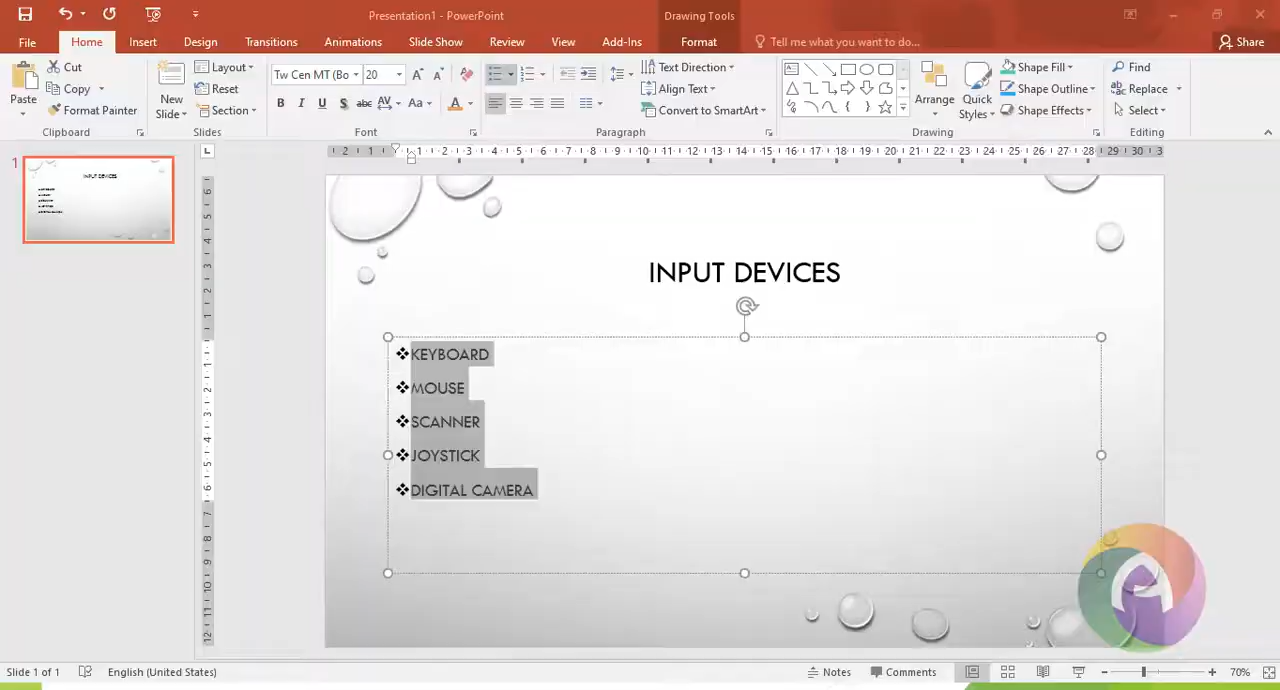 Presentation1 - PowerPoint
Drawing Tools
File Home Insert Design Transitions Animations Slide Show Review View Add-Ins Format Tell me what you want to do... Share
Paste
Cut
Copy
Format Painter
Clipboard
New Slide
Layout
Reset
Section
Slides
Tw Cen MT (Bo 20
B I U S abc AV Aa A
Font
Text Direction
Align Text
Convert to SmartArt
Paragraph
Arrange
Quick Styles
Shape Fill
Shape Outline
Shape Effects
Drawing
Find
Replace
Select
Editing
1
INPUT DEVICES
❖KEYBOARD
❖MOUSE
❖SCANNER
❖JOYSTICK
❖DIGITAL CAMERA
Slide 1 of 1 English (United States) Notes Comments 70%